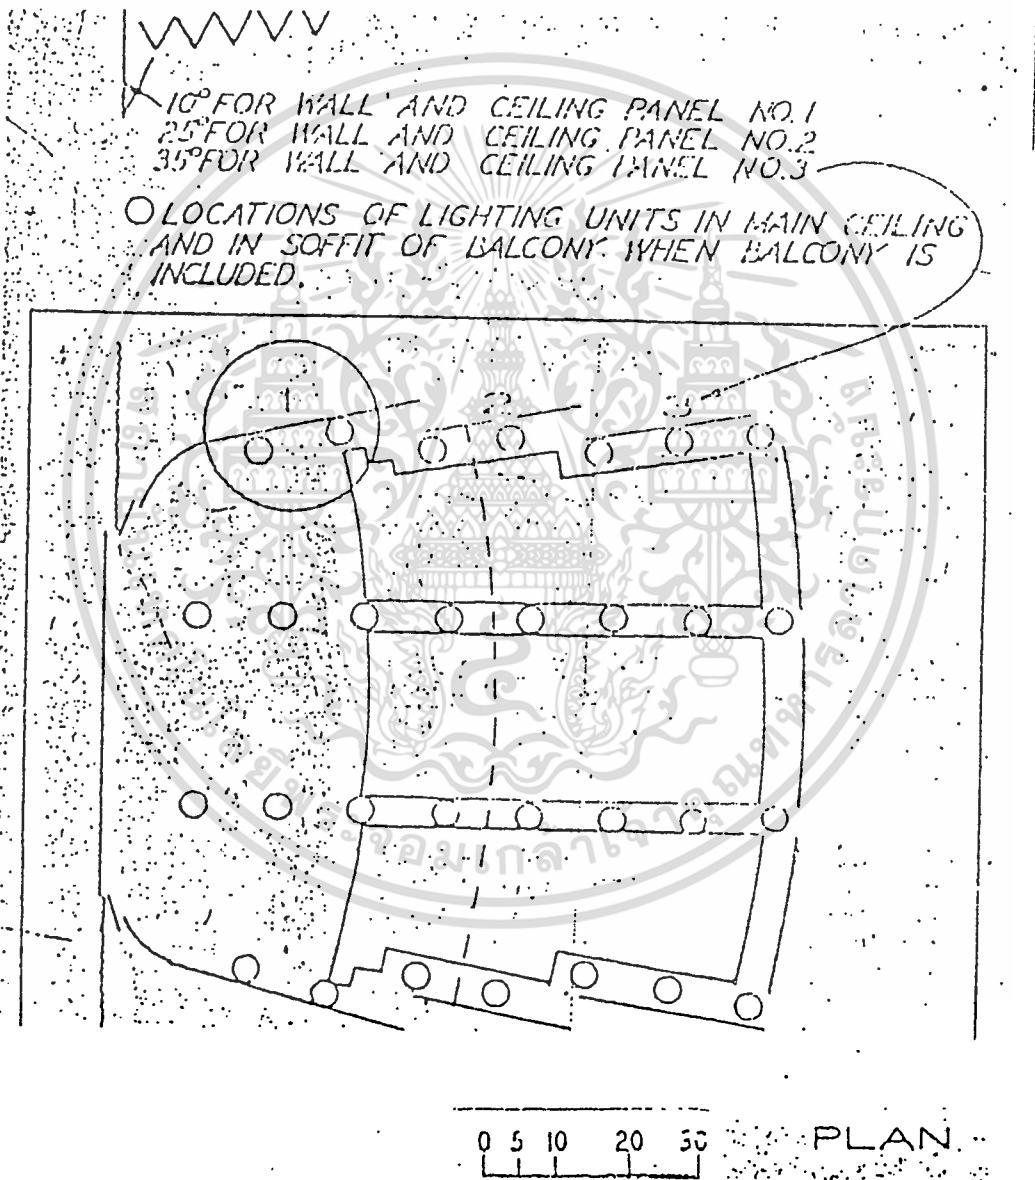 10° FOR WALL AND CEILING PANEL NO.1
25° FOR WALL AND CEILING PANEL NO.2
35° FOR WALL AND CEILING PANEL NO.3
O LOCATIONS OF LIGHTING UNITS IN MAIN CEILING
AND IN SOFFIT OF BALCONY WHEN BALCONY IS
INCLUDED.
1 2 3
0 5 10 20 30
PLAN